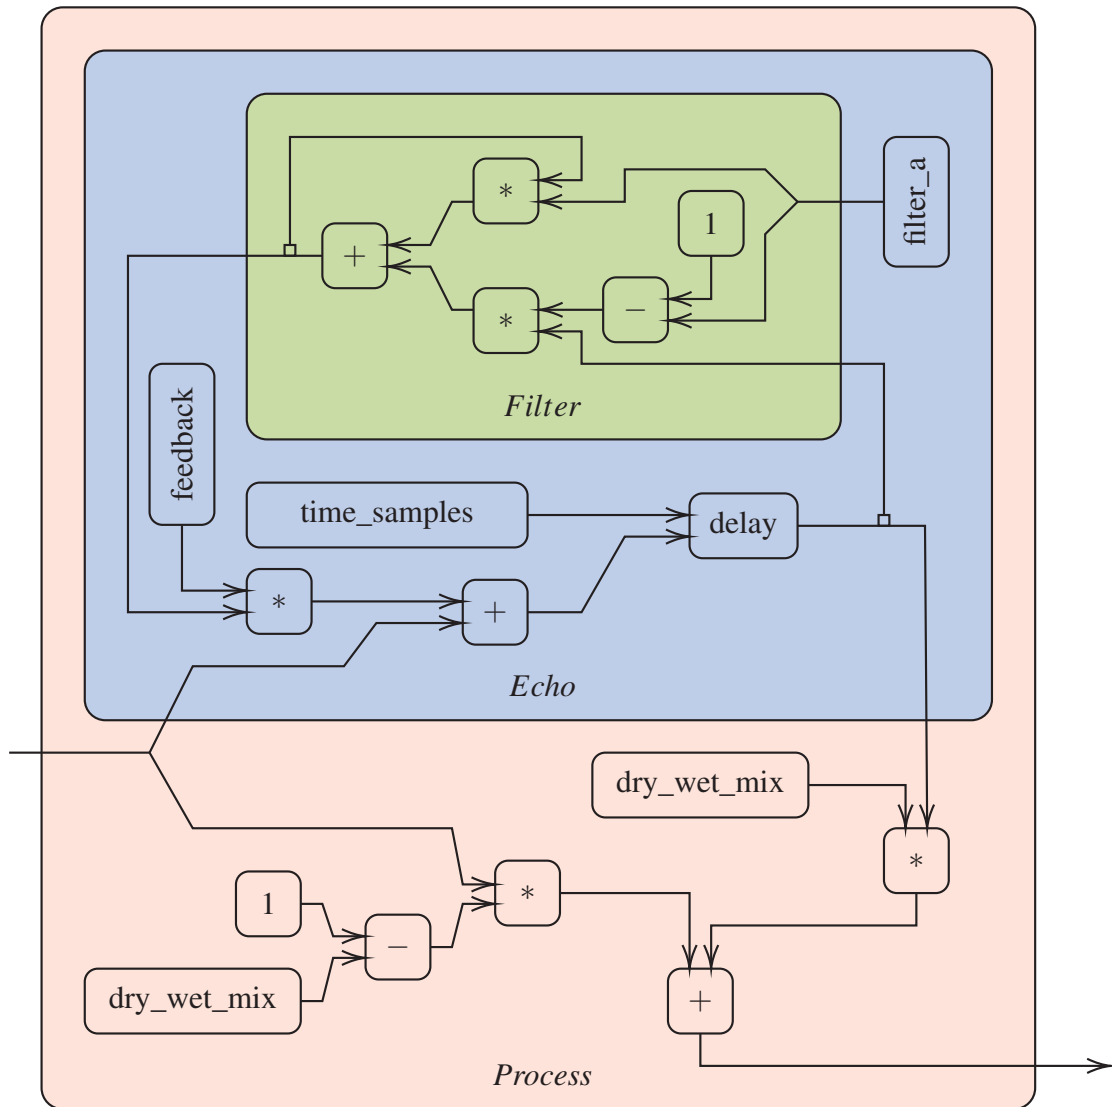 *
filter_a
1
+
*
−
Filter
feedback
time_samples
delay
*
+
Echo
dry_wet_mix
*
1
*
−
dry_wet_mix
+
Process